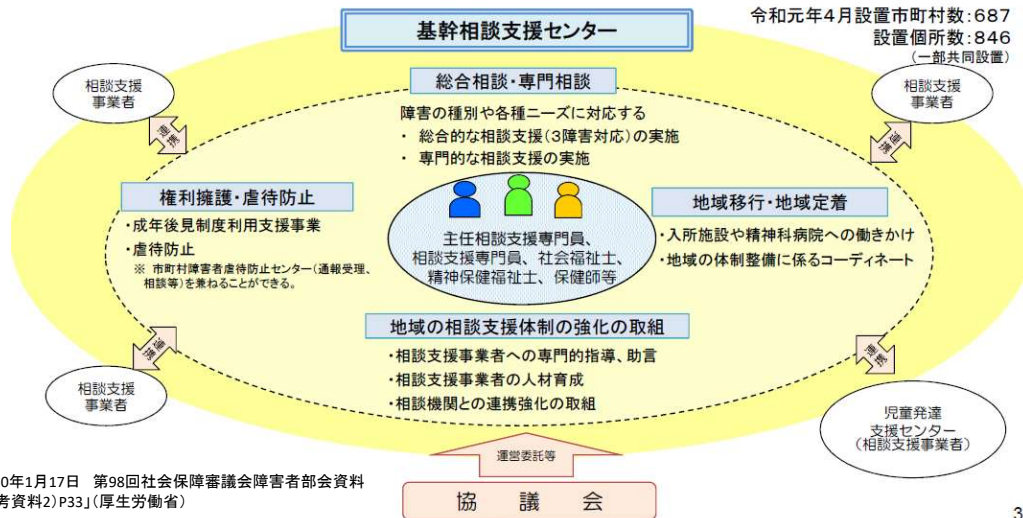 基幹相談支援センター
令和元年4月設置市町村数:687
設置個所数:846
(一部共同設置)
相談支援
事業者
連携
相談支援
事業者
連携
総合相談・専門相談
障害の種別や各種ニーズに対応する
・ 総合的な相談支援(3障害対応)の実施
・ 専門的な相談支援の実施
権利擁護・虐待防止
・成年後見制度利用支援事業
・虐待防止
※ 市町村障害者虐待防止センター(通報受理、
相談等)を兼ねることができる。
主任相談支援専門員、
相談支援専門員、社会福祉士、
精神保健福祉士、保健師等
地域移行・地域定着
・入所施設や精神科病院への働きかけ
・地域の体制整備に係るコーディネート
地域の相談支援体制の強化の取組
・相談支援事業者への専門的指導、助言
・相談支援事業者の人材育成
・相談機関との連携強化の取組
連携
相談支援
事業者
連携
児童発達
支援センター
(相談支援事業者)
運営委託等
協議会
0年1月17日 第98回社会保障審議会障害者部会資料
考資料2)P33」(厚生労働省)
3